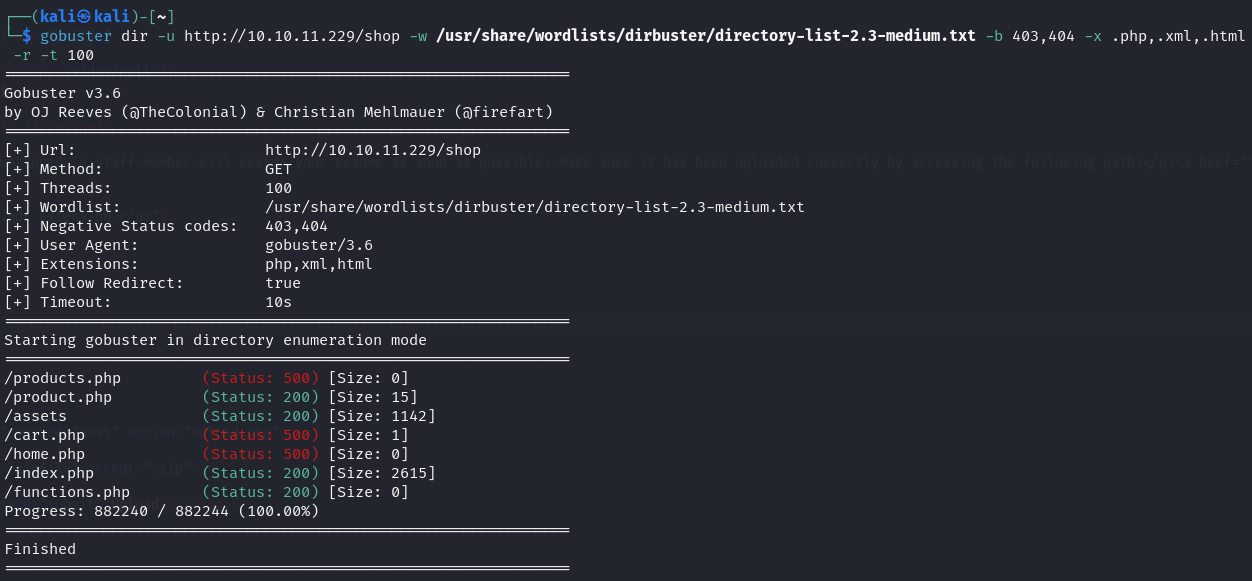 ┌──(kali㉿kali)-[~]
└─$ gobuster dir -u http://10.10.11.229/shop -w /usr/share/wordlists/dirbuster/directory-list-2.3-medium.txt -b 403,404 -x .php,.xml,.html
-r -t 100
===============================================================
Gobuster v3.6
by OJ Reeves (@TheColonial) & Christian Mehlmauer (@firefart)
===============================================================
[+] Url:                     http://10.10.11.229/shop
[+] Method:                  GET
[+] Threads:                 100
[+] Wordlist:                /usr/share/wordlists/dirbuster/directory-list-2.3-medium.txt
[+] Negative Status codes:   403,404
[+] User Agent:              gobuster/3.6
[+] Extensions:              php,xml,html
[+] Follow Redirect:         true
[+] Timeout:                 10s
===============================================================
Starting gobuster in directory enumeration mode
===============================================================
/products.php         (Status: 500) [Size: 0]
/product.php          (Status: 200) [Size: 15]
/assets               (Status: 200) [Size: 1142]
/cart.php             (Status: 500) [Size: 1]
/home.php             (Status: 500) [Size: 0]
/index.php            (Status: 200) [Size: 2615]
/functions.php        (Status: 200) [Size: 0]
Progress: 882240 / 882244 (100.00%)
===============================================================
Finished
===============================================================